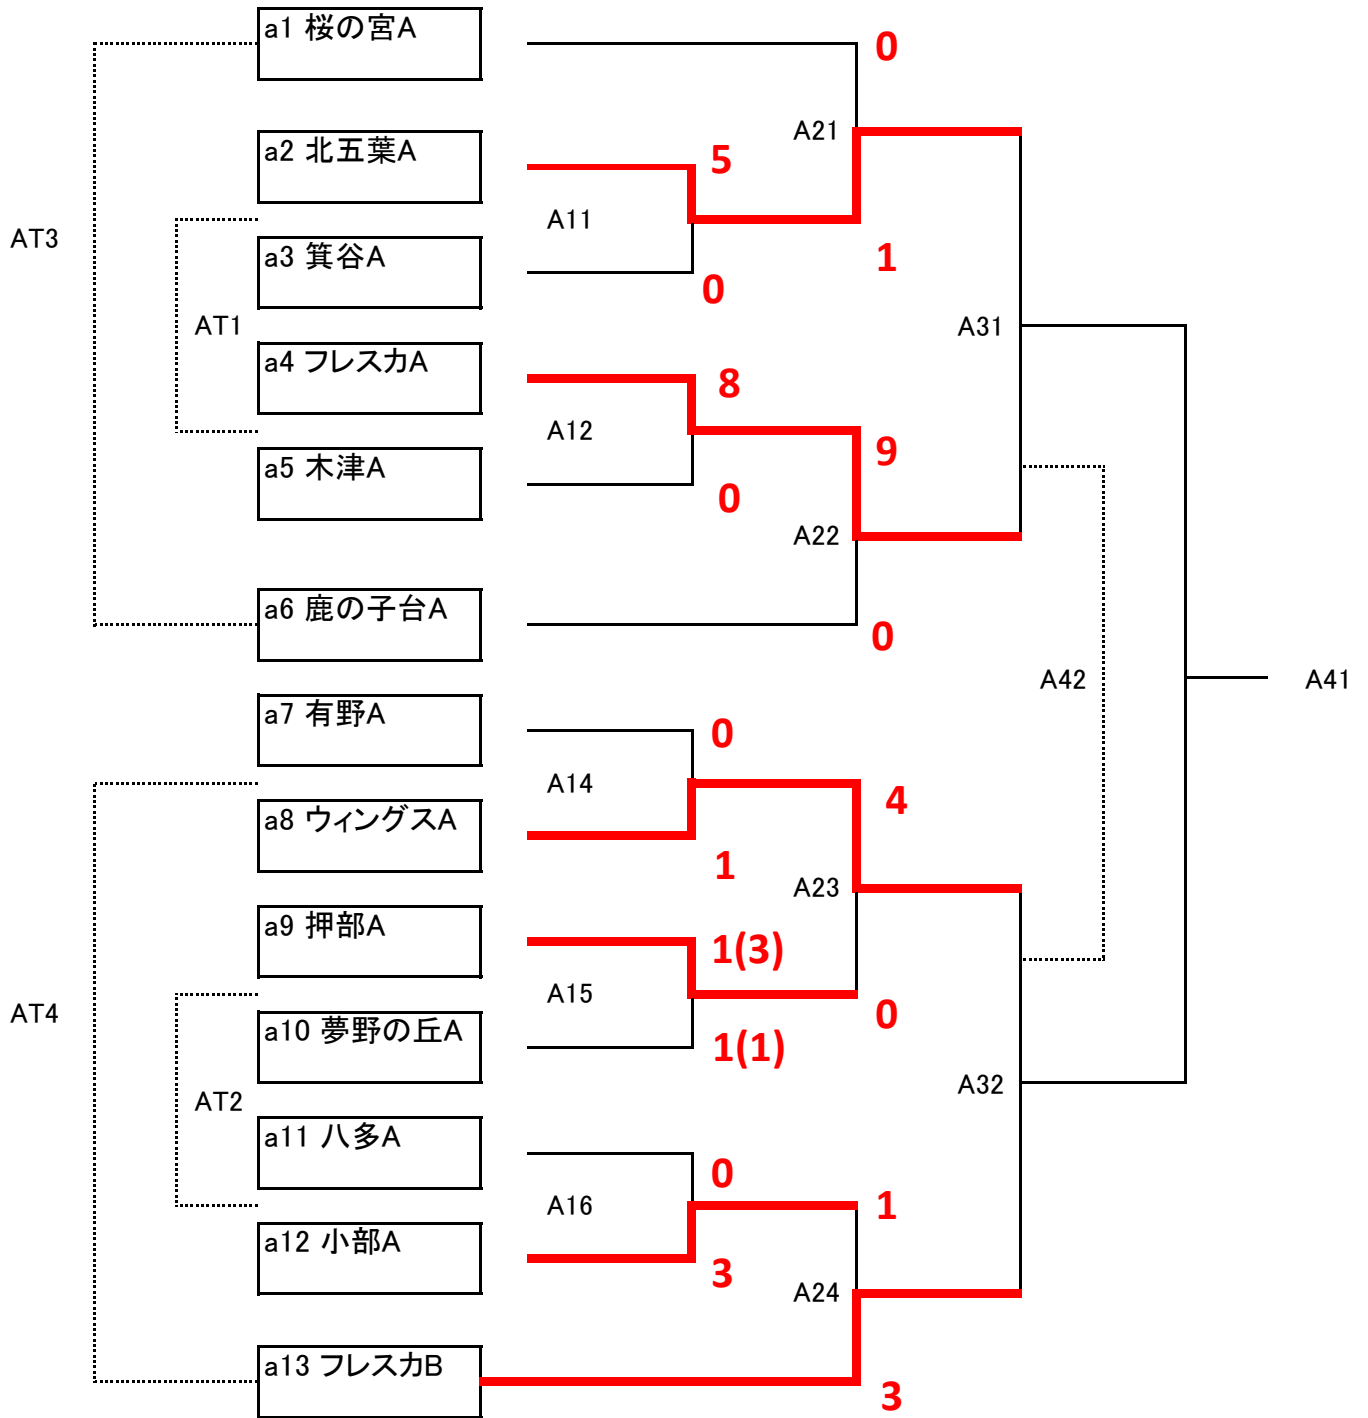 a1 桜の宮A
0
A21
a2 北五葉A
5
A11
AT3
a3 箕谷A
1
0
AT1
A31
a4 フレスカA
8
A12
9
a5 木津A
0
A22
a6 鹿の子台A
0
A42
A41
a7 有野A
0
A14
4
a8 ウィングスA
1
A23
a9 押部A
1(3)
A15
AT4
0
a10 夢野の丘A
1(1)
A32
AT2
a11 八多A
0
A16
1
a12 小部A
3
A24
a13 フレスカB
3